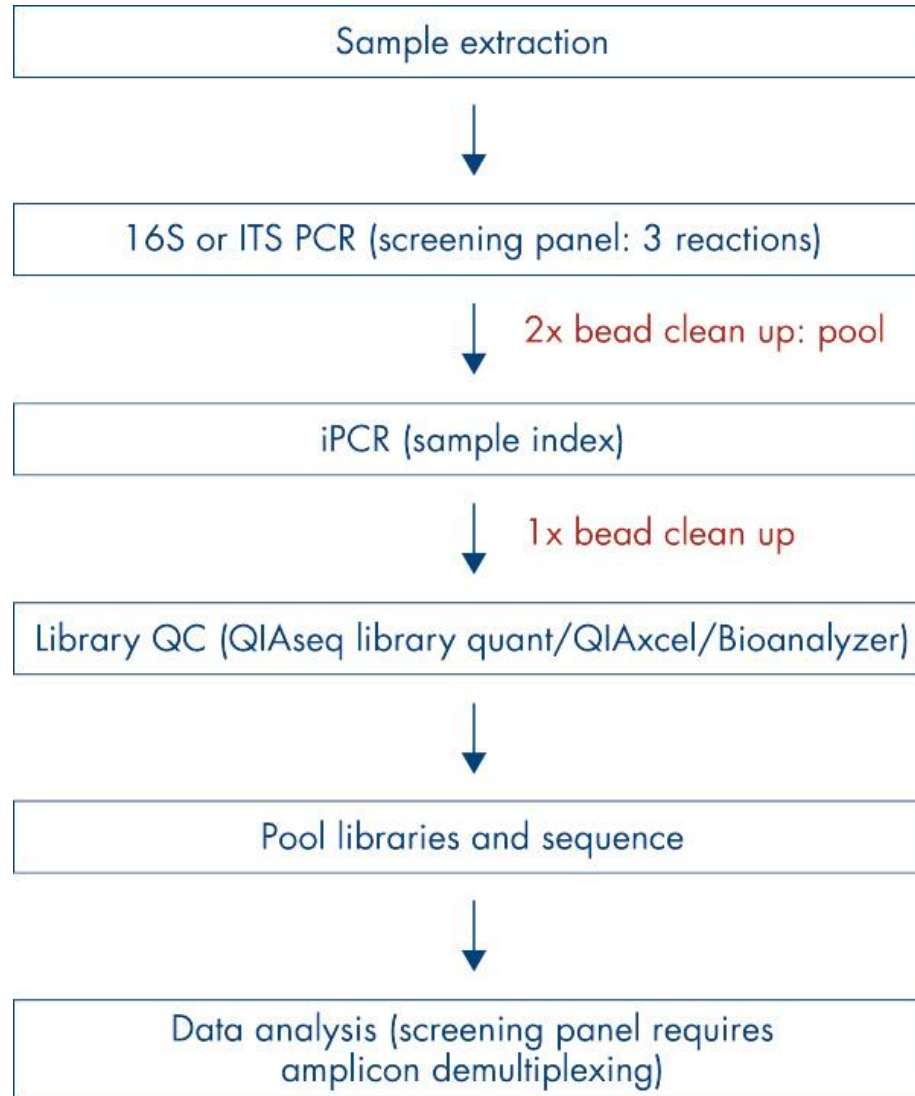 Sample extraction
16S or ITS PCR (screening panel: 3 reactions)
2x bead clean up: pool
iPCR (sample index)
1x bead clean up
Library QC (QIAseq library quant/QIAxcel/Bioanalyzer)
Pool libraries and sequence
Data analysis (screening panel requires
amplicon demultiplexing)